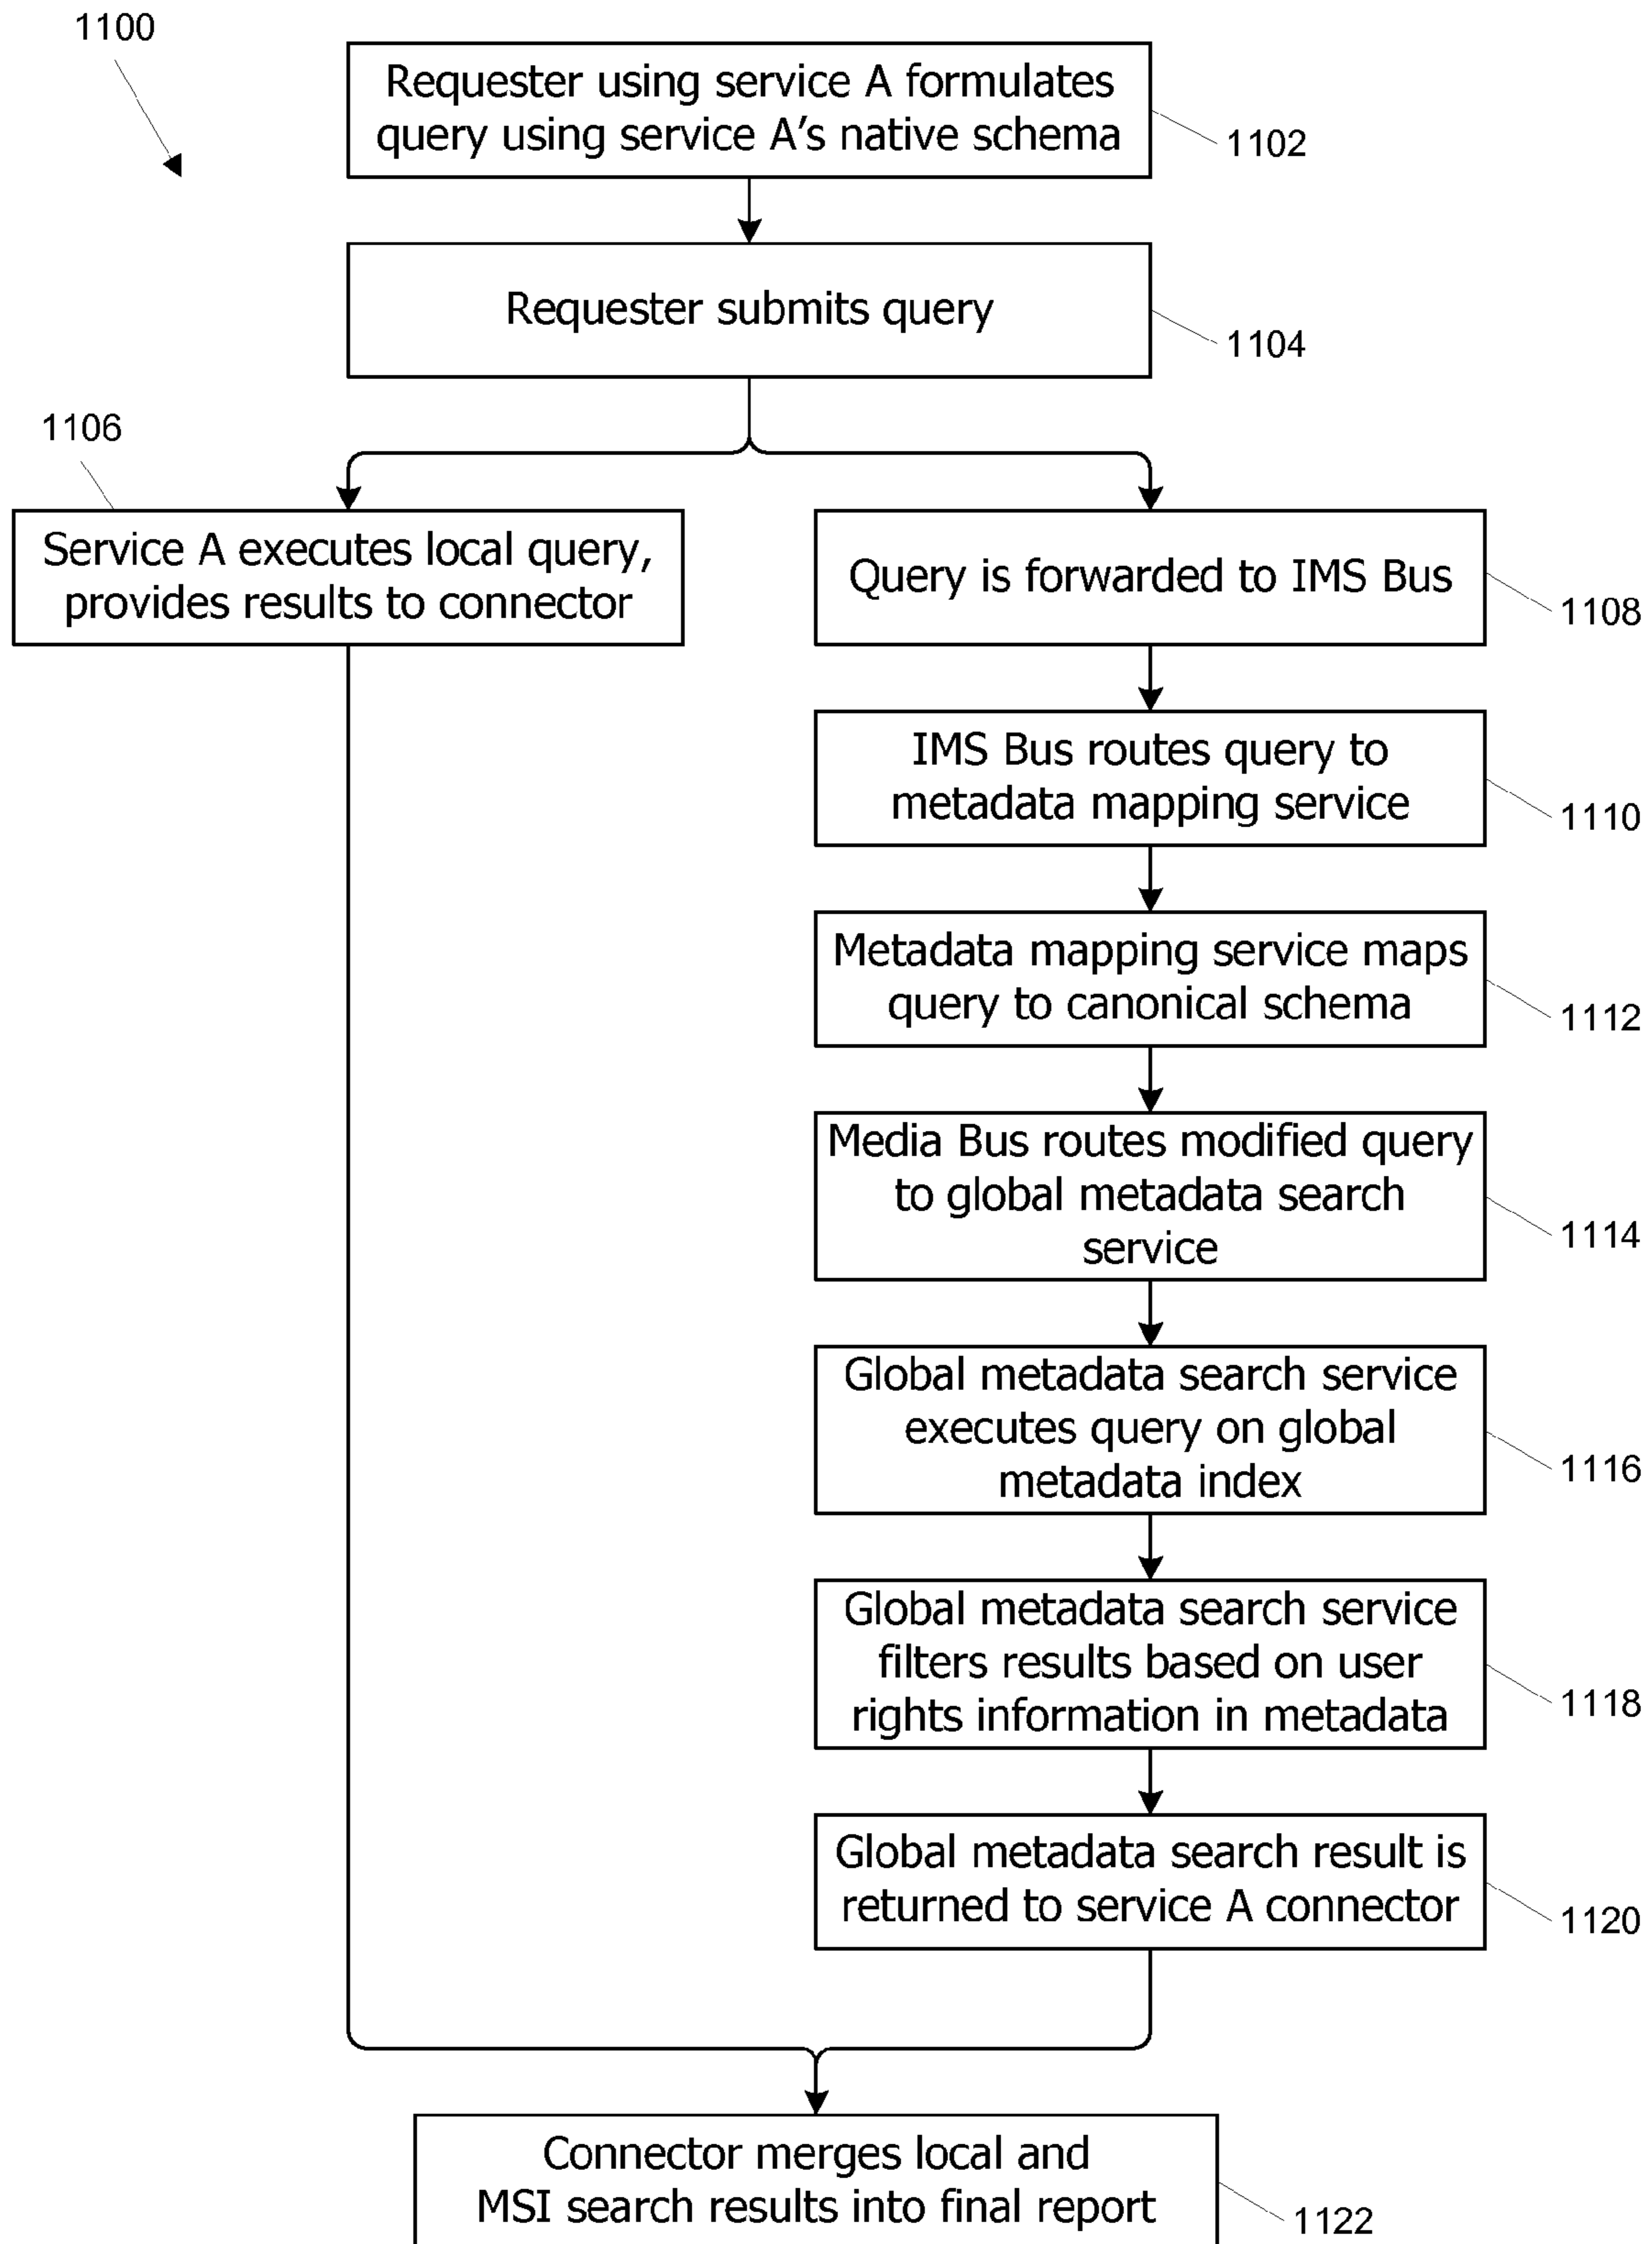 1100
Requester using service A formulates
query using service A's native schema
1102
Requester submits query
1104
1106
Service A executes local query,
provides results to connector
Query is forwarded to IMS Bus
1108
IMS Bus routes query to
metadata mapping service
1110
Metadata mapping service maps
query to canonical schema
1112
Media Bus routes modified query
to global metadata search
service
1114
Global metadata search service
executes query on global
metadata index
1116
Global metadata search service
filters results based on user
rights information in metadata
1118
Global metadata search result is
returned to service A connector
1120
Connector merges local and
MSI search results into final report
1122